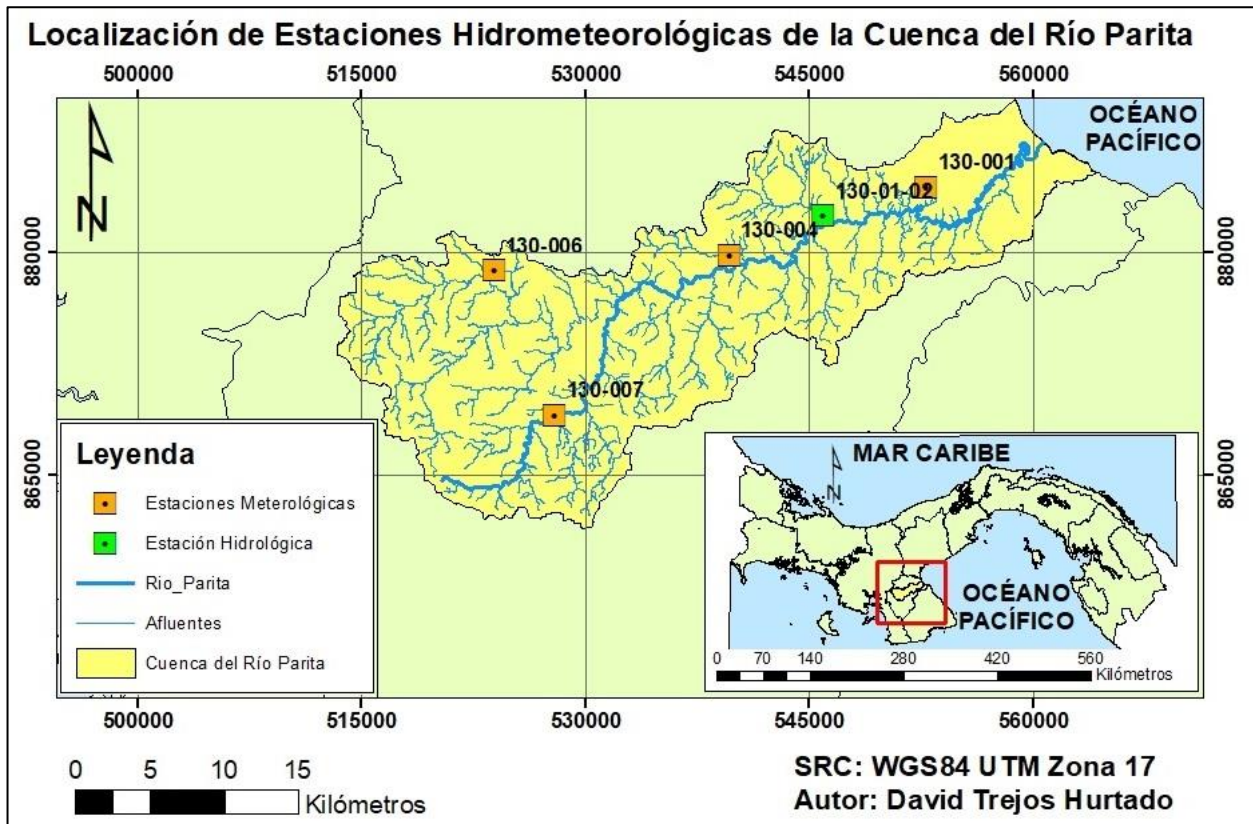 Localización de Estaciones Hidrometeorológicas de la Cuenca del Río Parita
500000 515000 530000 545000 560000
OCÉANO
PACÍFICO
130-001
130-01-02
130-004
130-006
880000 880000
130-007
Leyenda
Estaciones Meterológicas
Estación Hidrológica
Rio_Parita
Afluentes
Cuenca del Río Parita
865000 865000
MAR CARIBE
N
OCÉANO
PACÍFICO
0 70 140 280 420 560
Kilómetros
N
500000 515000 530000 545000 560000
0 5 10 15
Kilómetros
SRC: WGS84 UTM Zona 17
Autor: David Trejos Hurtado